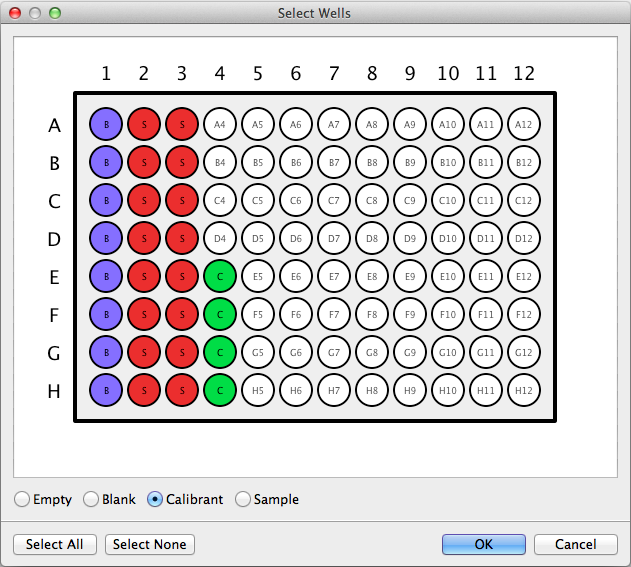 Select Wells
1 2 3 4 5 6 7 8 9 10 11 12
A B S S A4 A5 A6 A7 A8 A9 A10 A11 A12
B B S S B4 B5 B6 B7 B8 B9 B10 B11 B12
C B S S C4 C5 C6 C7 C8 C9 C10 C11 C12
D B S S D4 D5 D6 D7 D8 D9 D10 D11 D12
E B S S C E5 E6 E7 E8 E9 E10 E11 E12
F B S S C F5 F6 F7 F8 F9 F10 F11 F12
G B S S C G5 G6 G7 G8 G9 G10 G11 G12
H B S S C H5 H6 H7 H8 H9 H10 H11 H12
Empty Blank Calibrant Sample
Select All Select None OK Cancel